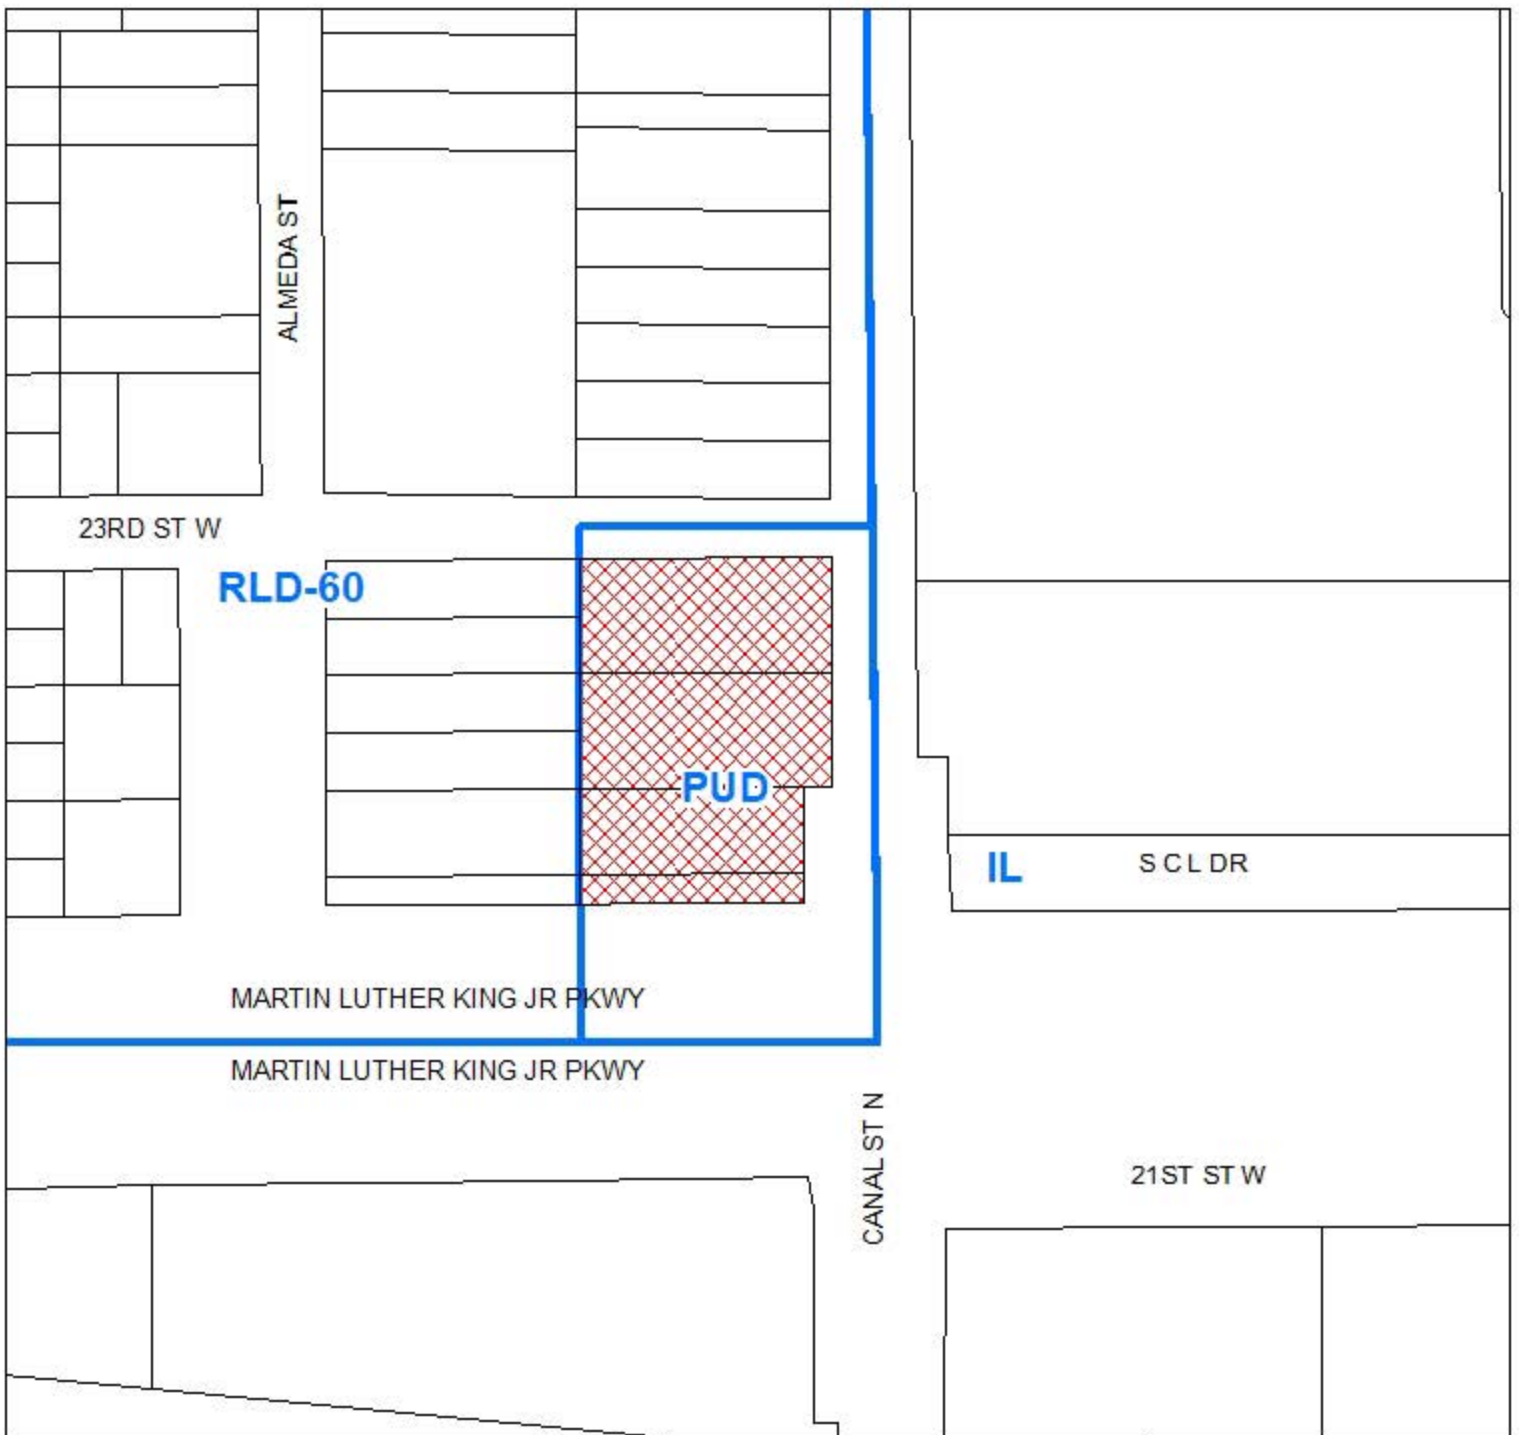 ALMEDA ST
23RD ST W
RLD-60
PUD
IL
S C L DR
MARTIN LUTHER KING JR PKWY
MARTIN LUTHER KING JR PKWY
CANAL ST N
21ST ST W